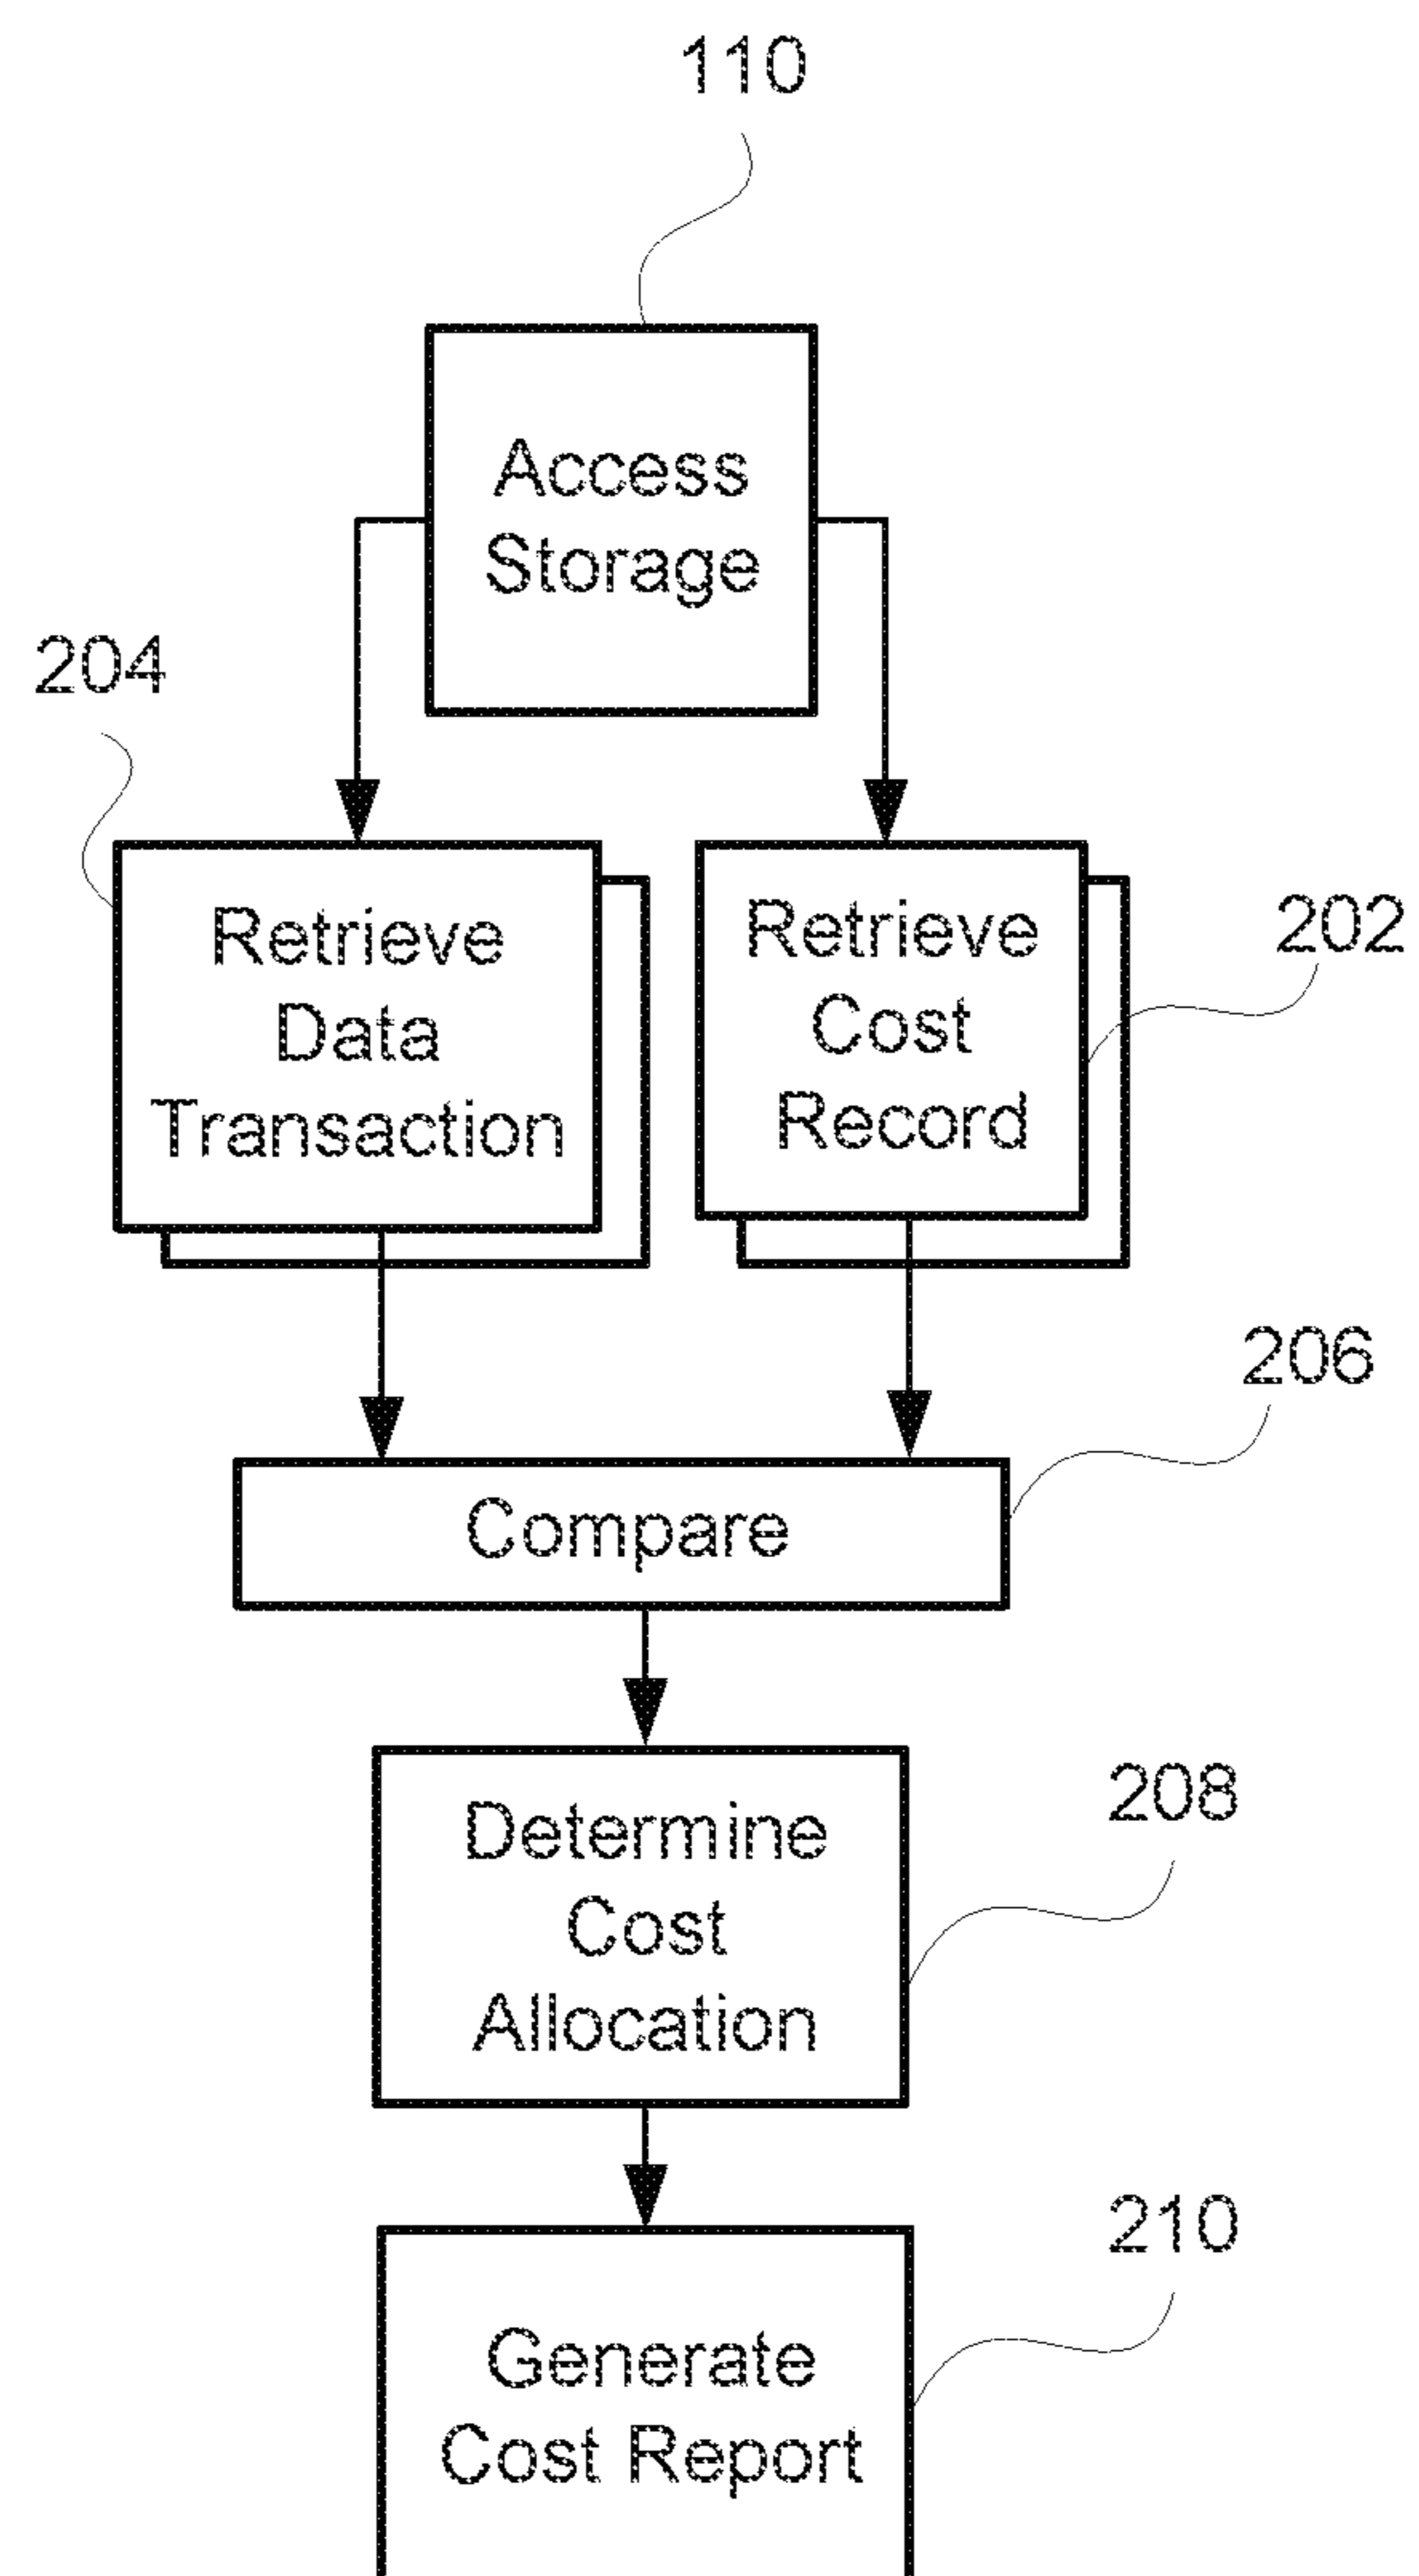 110
Access
Storage
204
Retrieve
Data
Transaction
Retrieve
Cost
Record
202
206
Compare
Determine
Cost
Allocation
208
210
Generate
Cost Report